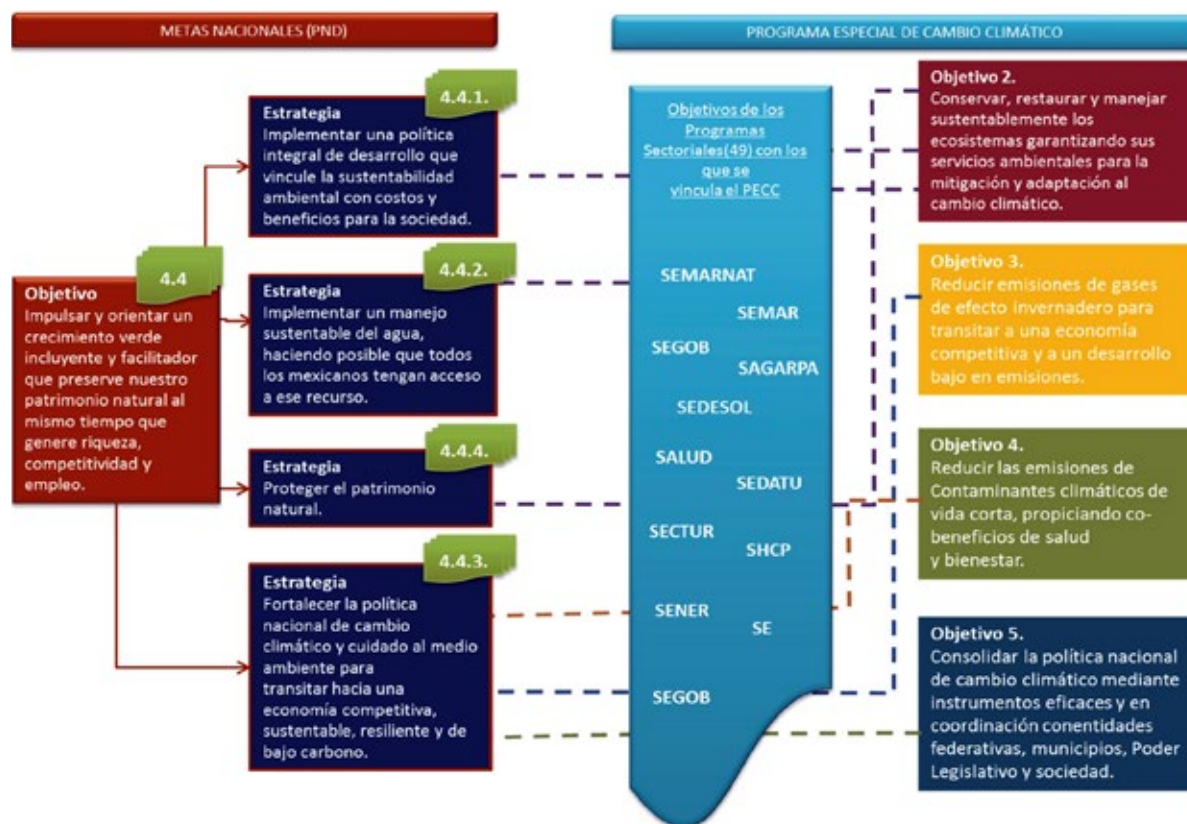 METAS NACIONALES (PND)
PROGRAMA ESPECIAL DE CAMBIO CLIMÁTICO
4.4
Objetivo
Impulsar y orientar un
crecimiento verde
incluyente y facilitador
que preserve nuestro
patrimonio natural al
mismo tiempo que
genere riqueza,
competitividad y
empleo.
4.4.1.
Estrategia
Implementar una política
integral de desarrollo que
vincule la sustentabilidad
ambiental con costos y
beneficios para la sociedad.
4.4.2.
Estrategia
Implementar un manejo
sustentable del agua,
haciendo posible que todos
los mexicanos tengan acceso
a ese recurso.
4.4.4.
Estrategia
Proteger el patrimonio
natural.
4.4.3.
Estrategia
Fortalecer la política
nacional de cambio
climático y cuidado al medio
ambiente para
transitar hacia una
economía competitiva,
sustentable, resiliente y de
bajo carbono.
Objetivos de los
Programas
Sectoriales(49) con los
que se
vincula el PECC
SEMARNAT
SEMAR
SEGOB
SAGARPA
SEDESOL
SALUD
SEDATU
SECTUR
SHCP
SENER
SE
SEGOB
Objetivo 2.
Conservar, restaurar y manejar
sustentablemente los
ecosistemas garantizando sus
servicios ambientales para la
mitigación y adaptación al
cambio climático.
Objetivo 3.
Reducir emisiones de gases
de efecto invernadero para
transitar a una economía
competitiva y a un desarrollo
bajo en emisiones.
Objetivo 4.
Reducir las emisiones de
Contaminantes climáticos de
vida corta, propiciando co-
beneficios de salud
y bienestar.
Objetivo 5.
Consolidar la política nacional
de cambio climático mediante
instrumentos eficaces y en
coordinación conentidades
federativas, municipios, Poder
Legislativo y sociedad.